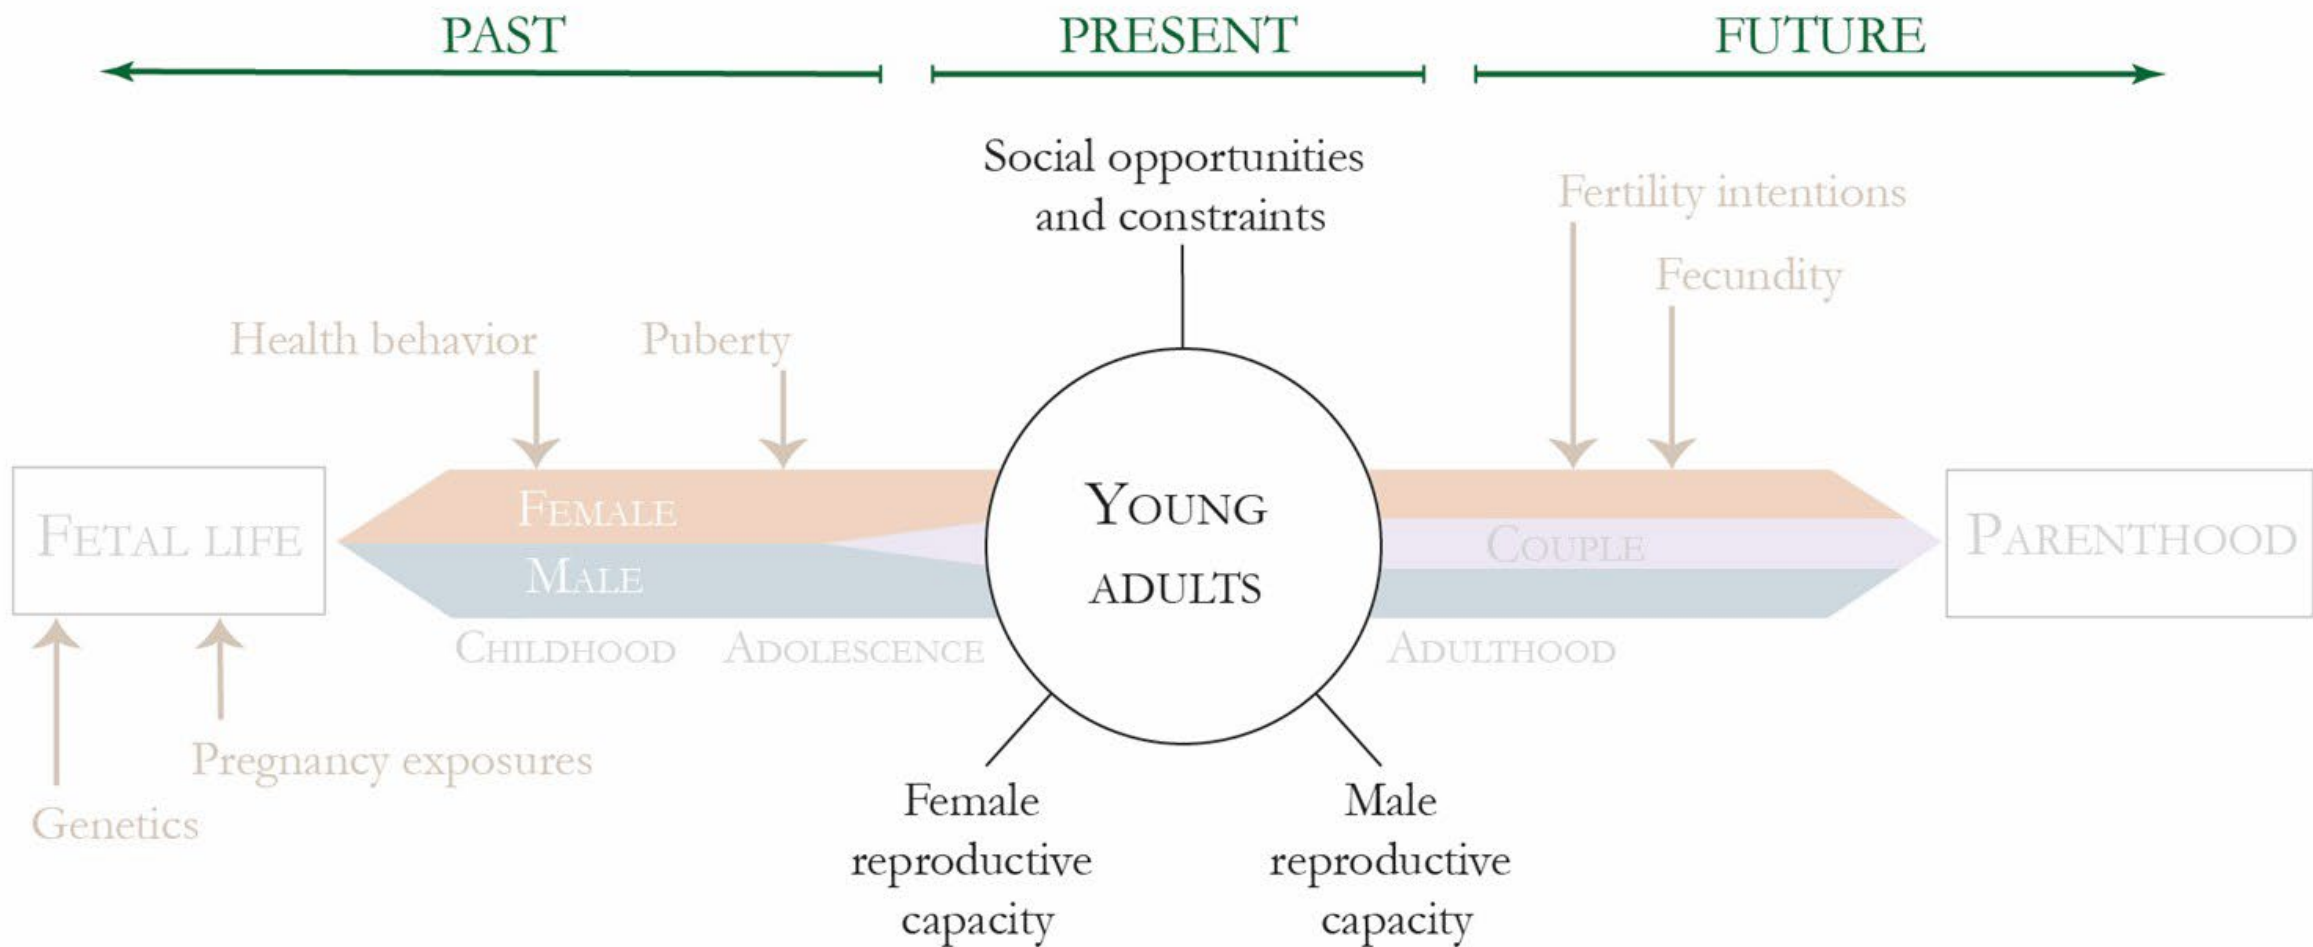 PAST
PRESENT
FUTURE
Social opportunities
and constraints
Fertility intentions
Fecundity
Health behavior
Puberty
FETAL LIFE
FEMALE
MALE
YOUNG
ADULTS
COUPLE
PARENTHOOD
CHILDHOOD
ADOLESCENCE
ADULTHOOD
Pregnancy exposures
Genetics
Female
reproductive
capacity
Male
reproductive
capacity